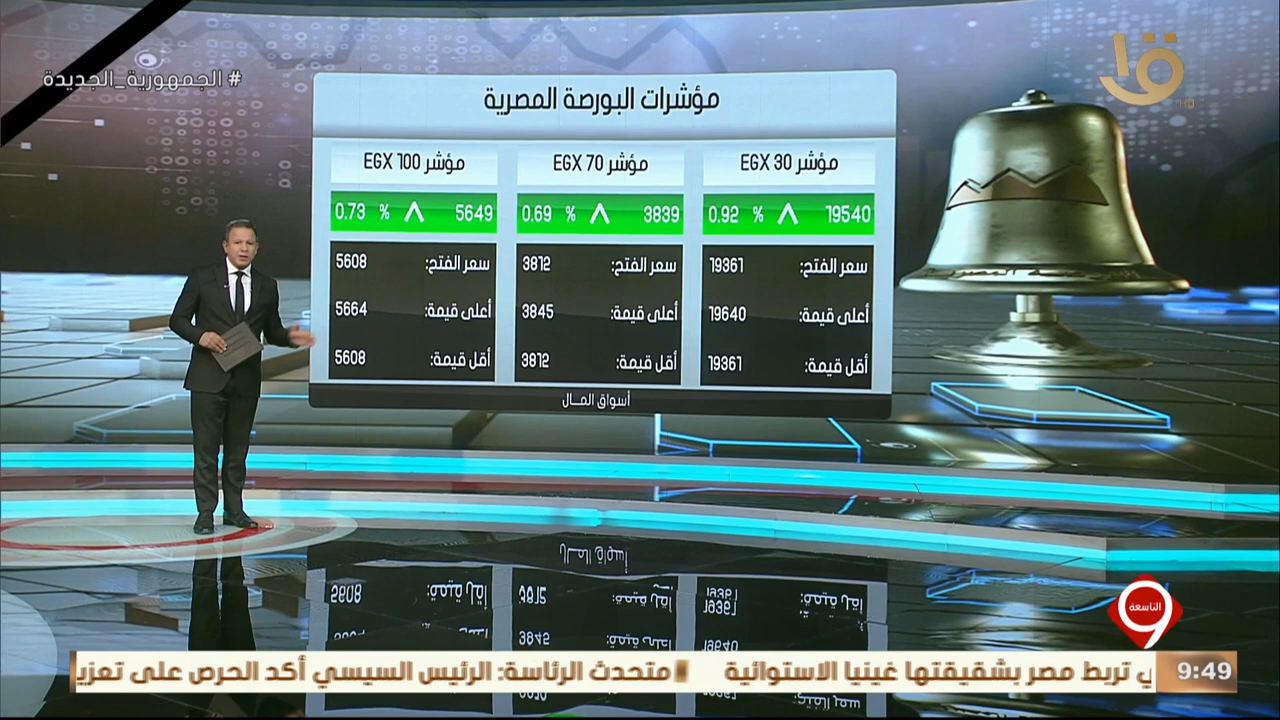 #الجمهورية_الجديدة
HD
مؤشرات البورصة المصرية
مؤشر EGX 30
19540 % 0.92
سعر الفتح: 19361
أعلى قيمة: 19640
أقل قيمة: 19361
مؤشر EGX 70
3839 % 0.69
سعر الفتح: 3812
أعلى قيمة: 3845
أقل قيمة: 3812
مؤشر EGX 100
5649 % 0.73
سعر الفتح: 5608
أعلى قيمة: 5664
أقل قيمة: 5608
أسواق المـال
التاسعة
9
9:49
تربط مصر بشقيقتها غينيا الاستوائية متحدث الرئاسة: الرئيس السيسي أكد الحرص على